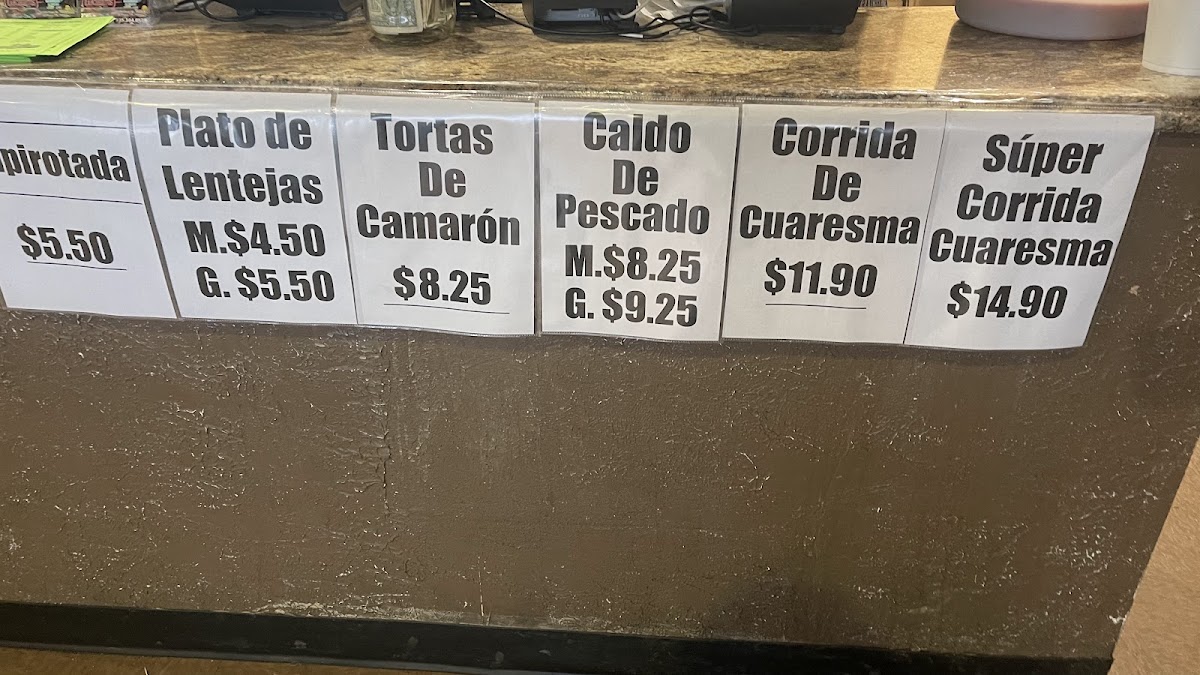 pirotada
$5.50
Plato de
Lentejas
M.$4.50
G. $5.50
Tortas
De
Camarón
$8.25
Caldo
De
Pescado
M.$8.25
G. $9.25
Corrida
De
Cuaresma
$11.90
Súper
Corrida
Cuaresma
$14.90